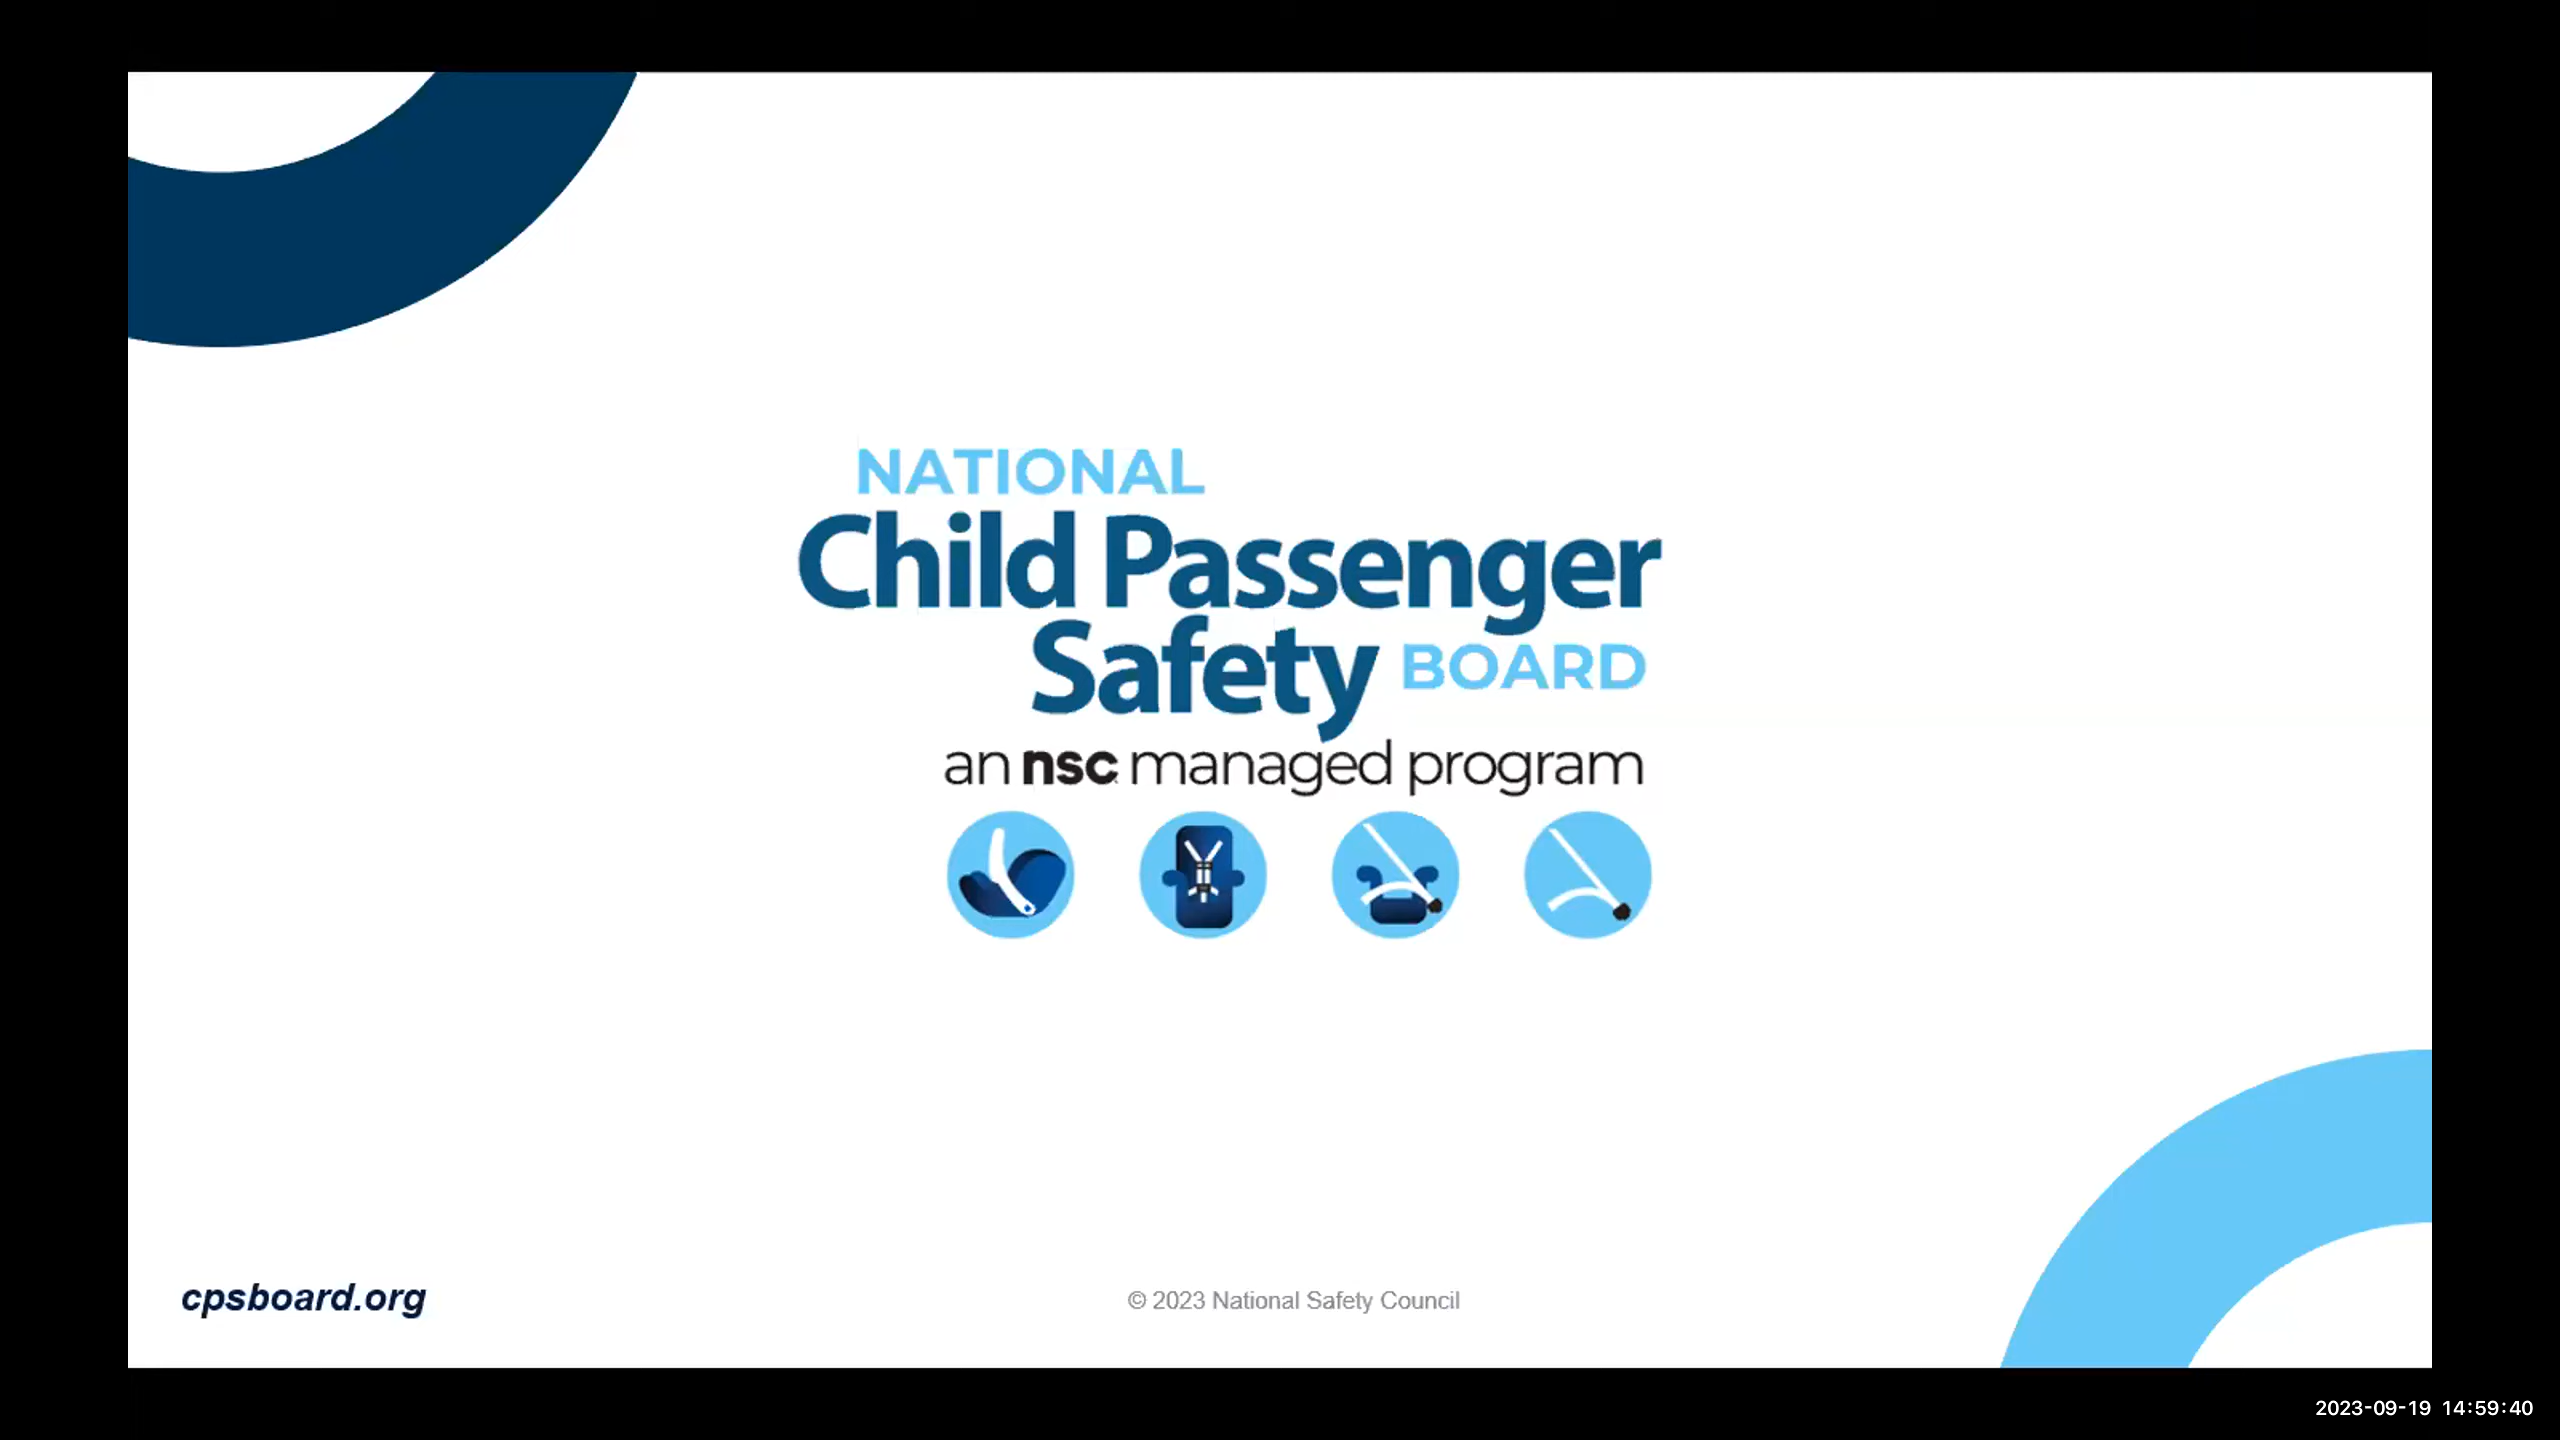 NATIONAL
Child Passenger
Safety BOARD
an nsc managed program
cpsboard.org
© 2023 National Safety Council
2023-09-19 14:59:40